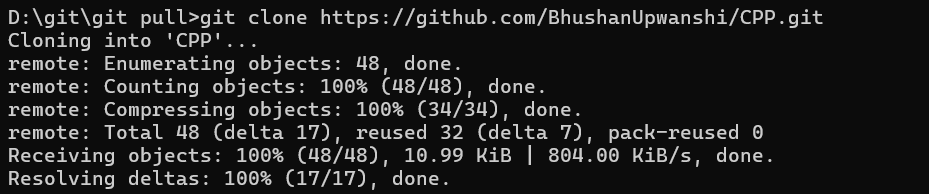 D:\git\git pull>git clone https://github.com/BhushanUpwanshi/CPP.git
Cloning into 'CPP'...
remote: Enumerating objects: 48, done.
remote: Counting objects: 100% (48/48), done.
remote: Compressing objects: 100% (34/34), done.
remote: Total 48 (delta 17), reused 32 (delta 7), pack-reused 0
Receiving objects: 100% (48/48), 10.99 KiB | 804.00 KiB/s, done.
Resolving deltas: 100% (17/17), done.